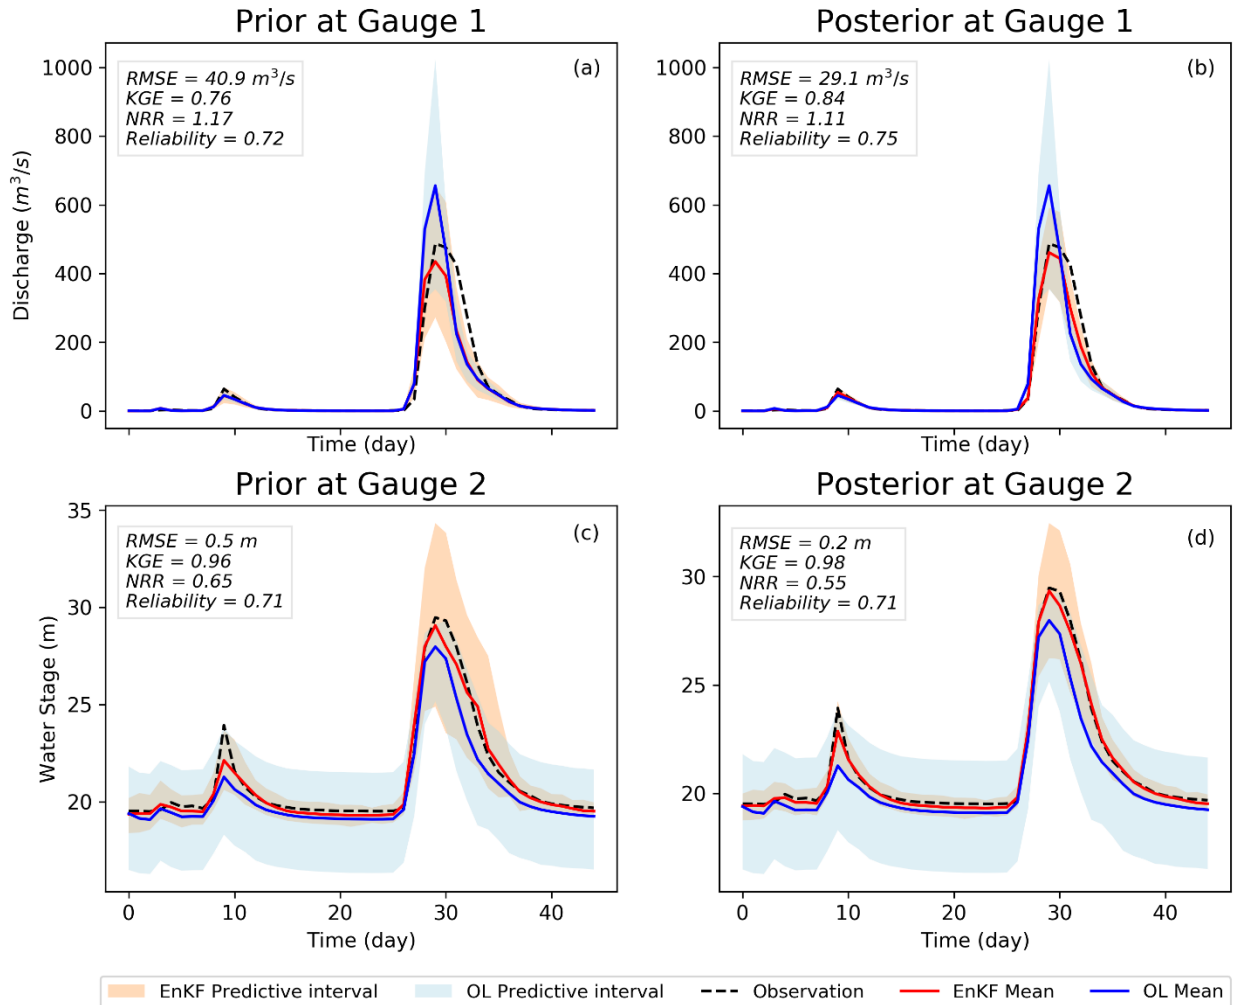 Prior at Gauge 1
Posterior at Gauge 1
RMSE = 40.9 m³/s
KGE = 0.76
NRR = 1.17
Reliability = 0.72
(a)
1000
800
600
400
200
0
Discharge (m³/s)
0
20
40
Time (day)
RMSE = 29.1 m³/s
KGE = 0.84
NRR = 1.11
Reliability = 0.75
(b)
1000
800
600
400
200
0
0
20
40
Time (day)
Prior at Gauge 2
Posterior at Gauge 2
RMSE = 0.5 m
KGE = 0.96
NRR = 0.65
Reliability = 0.71
(c)
35
30
25
20
Water Stage (m)
0
10
20
30
40
Time (day)
RMSE = 0.2 m
KGE = 0.98
NRR = 0.55
Reliability = 0.71
(d)
30
25
20
0
10
20
30
40
Time (day)
EnKF Predictive interval
OL Predictive interval
Observation
EnKF Mean
OL Mean